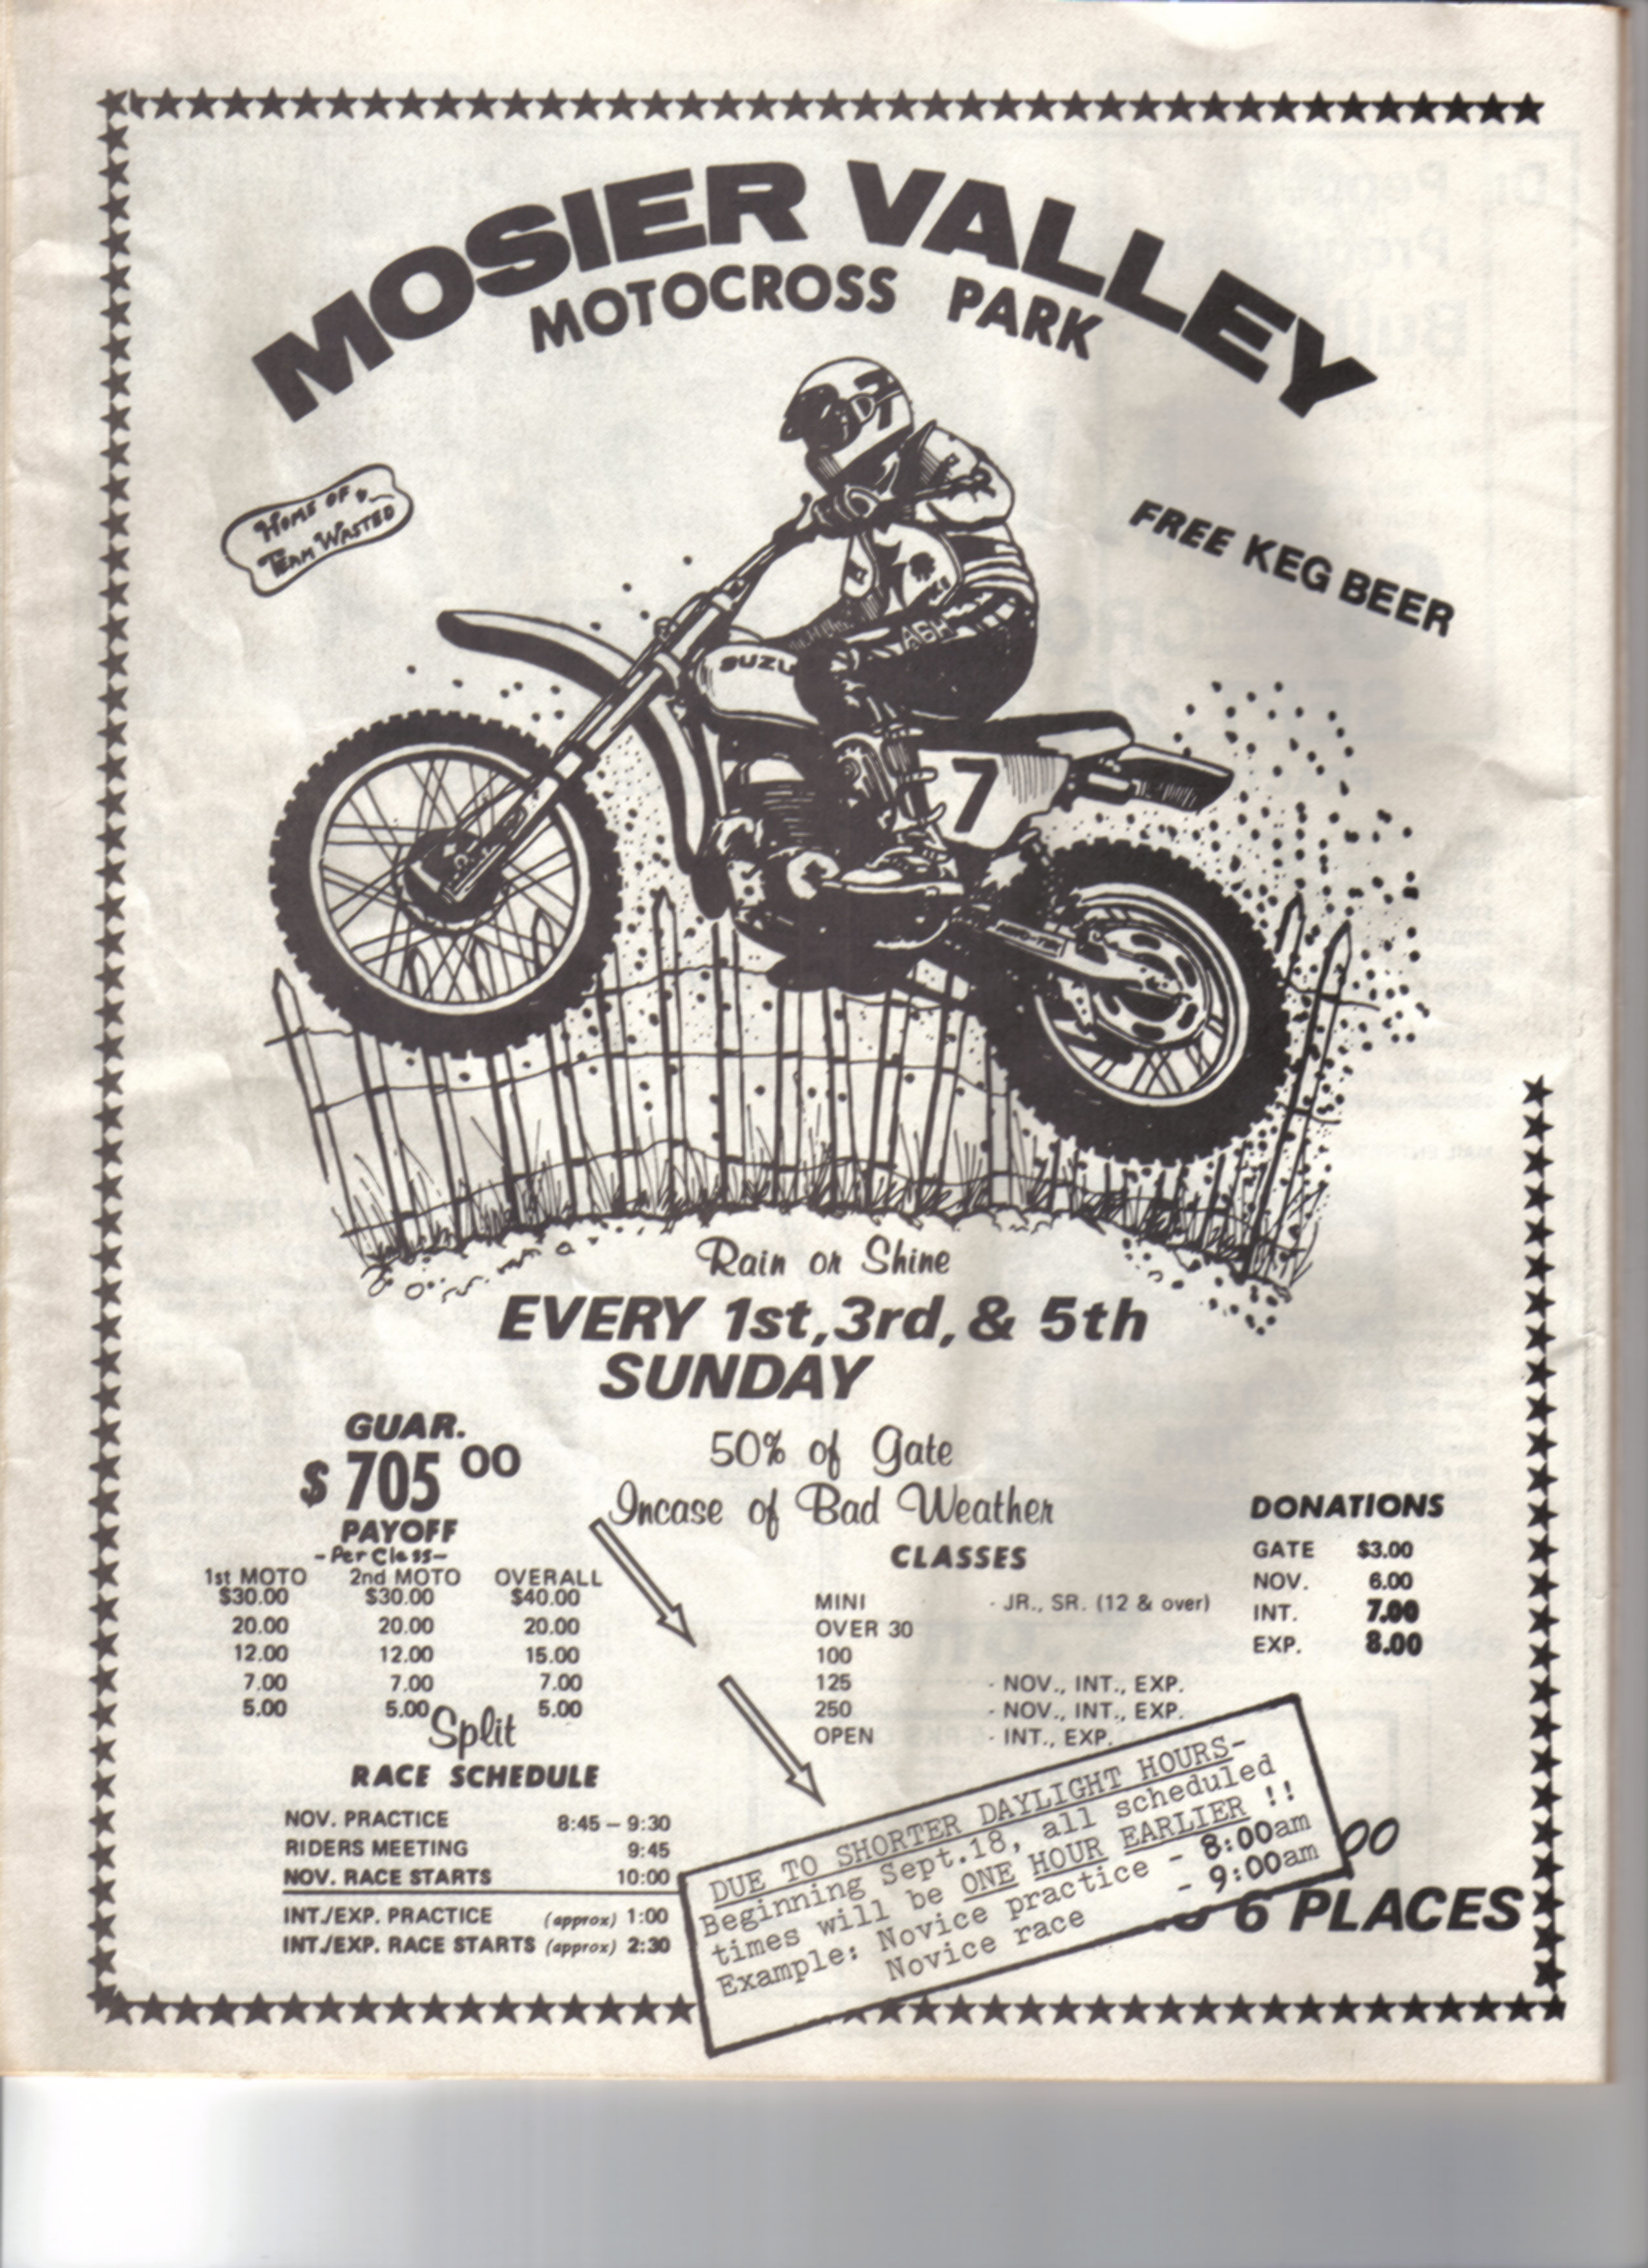 MOSIER VALLEY
MOTOCROSS PARK
HOME OF
TEAM WASTED
FREE KEG BEER
SUZU
ASH
7
Rain or Shine
EVERY 1st, 3rd, & 5th
SUNDAY
GUAR.
$ 705 00
PAYOFF
- Per Class -
1st MOTO 2nd MOTO OVERALL
$30.00 $30.00 $40.00
20.00 20.00 20.00
12.00 12.00 15.00
7.00 7.00 7.00
5.00 5.00 5.00
Split
50% of Gate
Incase of Bad Weather
CLASSES
MINI - JR., SR. (12 & over)
OVER 30
100
125 - NOV., INT., EXP.
250 - NOV., INT., EXP.
OPEN - INT., EXP.
DONATIONS
GATE $3.00
NOV. 6.00
INT. 7.00
EXP. 8.00
RACE SCHEDULE
NOV. PRACTICE 8:45 – 9:30
RIDERS MEETING 9:45
NOV. RACE STARTS 10:00
INT./EXP. PRACTICE (approx) 1:00
INT./EXP. RACE STARTS (approx) 2:30
DUE TO SHORTER DAYLIGHT HOURS-
Beginning Sept.18, all scheduled
times will be ONE HOUR EARLIER !!
Example: Novice practice - 8:00am
Novice race - 9:00am
00
6 PLACES